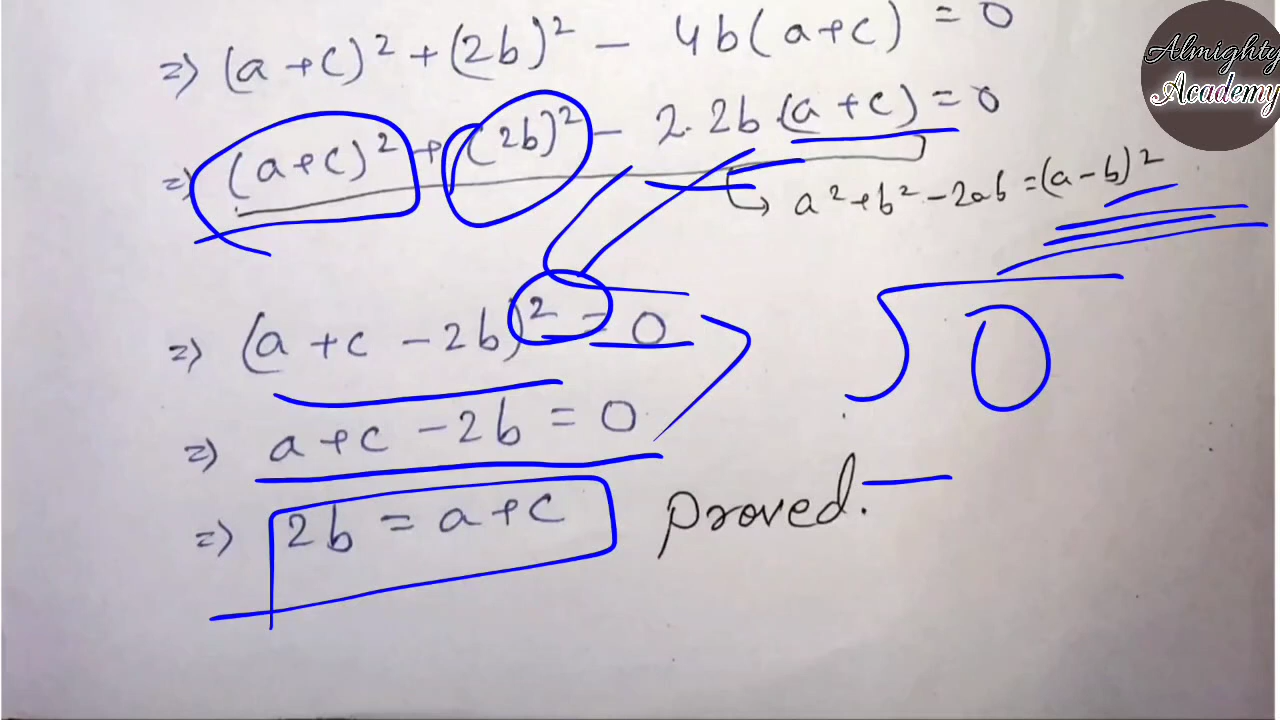 Almighty
Academy
=> (a+c)² + (2b)² - 4b(a+c) = 0
=> (a+c)² + (2b)² - 2.2b.(a+c) = 0
a²+b²-2ab = (a-b)²
=> (a+c-2b)² = 0
√0
=> a+c-2b = 0
=> 2b = a+c proved.